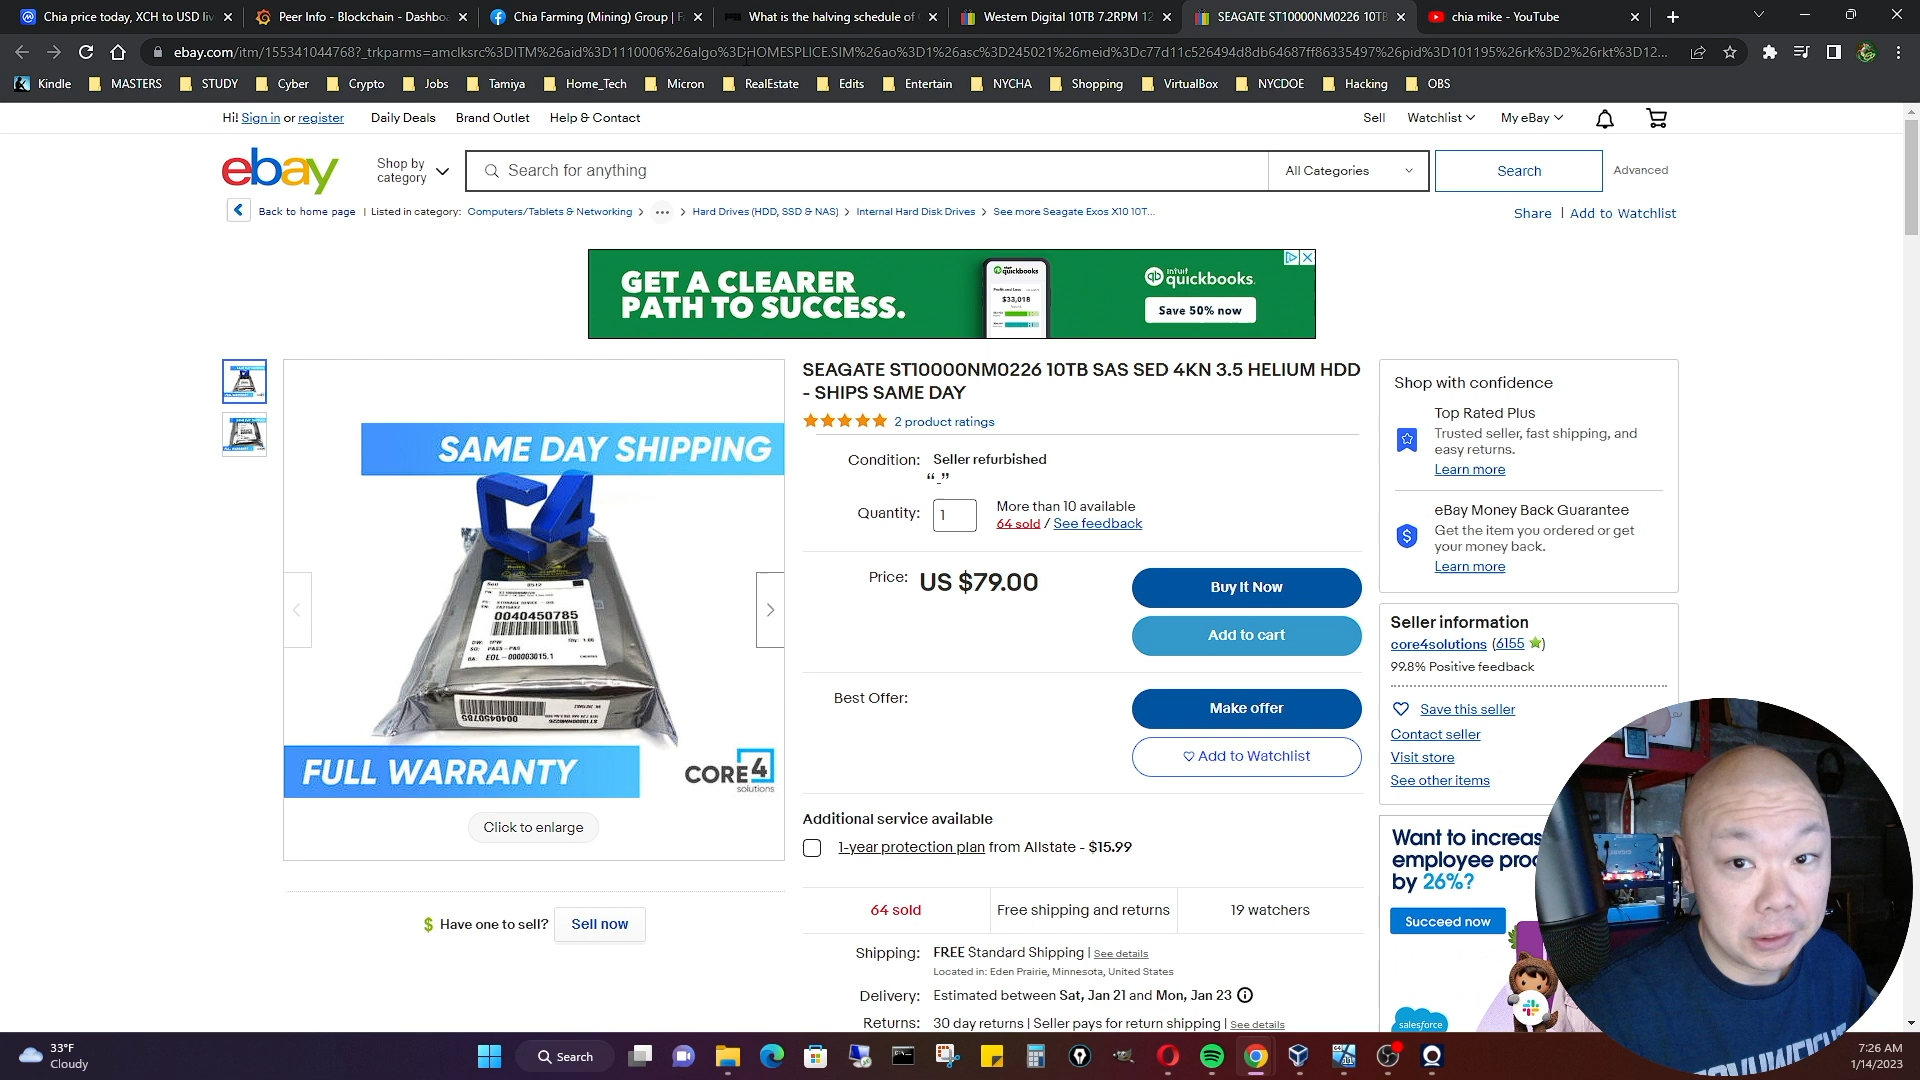 Chia price today, XCH to USD liv
Peer Info - Blockchain - Dashbo
Chia Farming (Mining) Group | F
What is the halving schedule of
Western Digital 10TB 7.2RPM 12
SEAGATE ST10000NM0226 10TB
chia mike - YouTube
ebay.com/itm/155341044768?_trkparms=amclksrc%3DITM%26aid%3D1110006%26algo%3DHOMESPLICE.SIM%26ao%3D1%26asc%3D245021%26meid%3Dc77d11c526494d8db64687ff86335497%26pid%3D101195%26rk%3D2%26rkt%3D12...
Kindle
MASTERS
STUDY
Cyber
Crypto
Jobs
Tamiya
Home_Tech
Micron
RealEstate
Edits
Entertain
NYCHA
Shopping
VirtualBox
NYCDOE
Hacking
OBS
Hi! Sign in or register
Daily Deals
Brand Outlet
Help & Contact
Sell
Watchlist
My eBay
ebay
Shop by
category
Search for anything
All Categories
Search
Advanced
Back to home page | Listed in category: Computers/Tablets & Networking > ... > Hard Drives (HDD, SSD & NAS) > Internal Hard Disk Drives > See more Seagate Exos X10 10T...
Share | Add to Watchlist
GET A CLEARER
PATH TO SUCCESS.
quickbooks
$33,018
intuit
quickbooks.
Save 50% now
SAME DAY SHIPPING
C4
0040450785
EOL-000003015.1
ST10000NM0226
0040450785
FULL WARRANTY
CORE4
solutions
Click to enlarge
Have one to sell?
Sell now
SEAGATE ST10000NM0226 10TB SAS SED 4KN 3.5 HELIUM HDD
- SHIPS SAME DAY
2 product ratings
Condition: Seller refurbished
“-”
Quantity: 1
More than 10 available
64 sold / See feedback
Price: US $79.00
Buy It Now
Add to cart
Best Offer:
Make offer
Add to Watchlist
Additional service available
1-year protection plan from Allstate - $15.99
64 sold
Free shipping and returns
19 watchers
Shipping: FREE Standard Shipping | See details
Located in: Eden Prairie, Minnesota, United States
Delivery: Estimated between Sat, Jan 21 and Mon, Jan 23
Returns: 30 day returns | Seller pays for return shipping | See details
Shop with confidence
Top Rated Plus
Trusted seller, fast shipping, and
easy returns.
Learn more
eBay Money Back Guarantee
Get the item you ordered or get
your money back.
Learn more
Seller information
core4solutions (6155)
99.8% Positive feedback
Save this seller
Contact seller
Visit store
See other items
Want to increas
employee pro
by 26%?
Succeed now
salesforce
33°F
Cloudy
Search
7:26 AM
1/14/2023